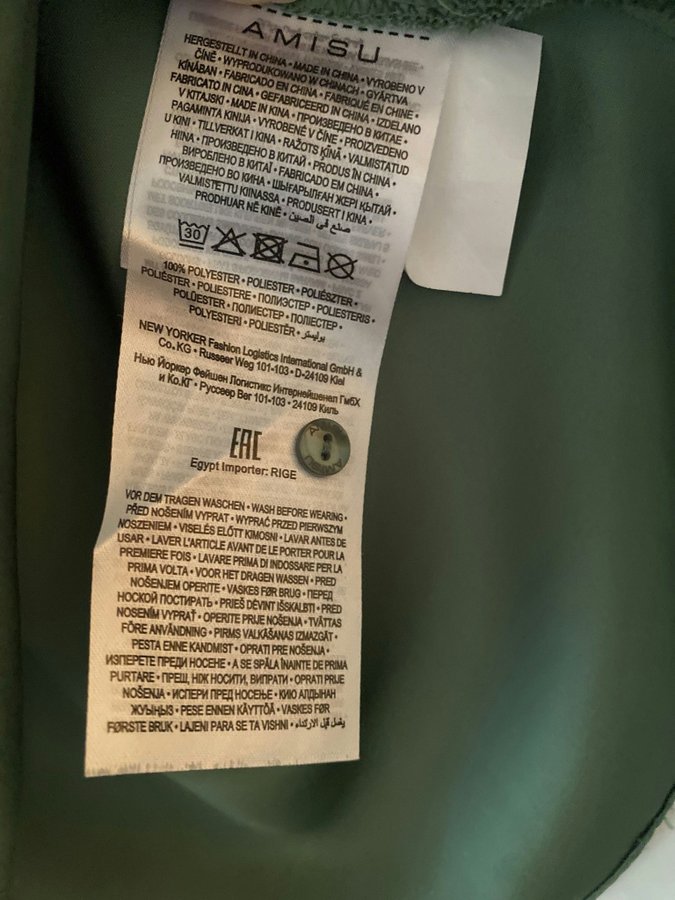 AMISU
HERGESTELLT IN CHINA • MADE IN CHINA • VYROBENO V
ČÍNĚ • WYPRODUKOWANO W CHINACH • GYÁRTVA
KÍNÁBAN • FABRICADO EN CHINA • FABRIQUÉ EN CHINE •
FABBRICATO IN CINA • GEFABRICEERD IN CHINA • IZDELANO
V KITAJSKI • MADE IN KINA • ПРОИЗВЕДЕНО В КИТАЕ •
PAGAMINTA KINIJA • VYROBENÉ V ČÍNE • PROIZVEDENO
U KINI • TILLVERKAT I KINA • RAŽOTS ĶĪNĀ • VALMISTATUD
HIINA • ПРОИЗВЕДЕНО В КИТАЙ • PRODUS ÎN CHINA •
ВИРОБЛЕНО В КИТАЇ • FABRICADO EM CHINA •
ПРОИЗВЕДЕНО ВО КИНА • ШЫҒАРЫЛҒАН ЖЕРІ ҚЫТАЙ •
VALMISTETTU KIINASSA • PRODUSERT I KINA •
PRODHUAR NË KINË • صنع في الصين
30
100% POLYESTER • POLIESTER • POLIÉSZTER •
POLIÉSTER • POLIESTERE • ПОЛИЭСТЕР • POLIESTERIS •
POLÜESTER • ПОЛИЕСТЕР • ПОЛІЕСТЕР •
POLYESTERI • POLIESTËR • بوليستر
NEW YORKER Fashion Logistics International GmbH &
Co. KG • Russeer Weg 101-103 • D-24109 Kiel
Нью Йоркер Фейшен Логистикс Интернейшенел ГмбХ
и Ко.КГ • Руссеер Вег 101-103 • 24109 Киль
EAC
Egypt Importer: RIGE
AMISU
VOR DEM TRAGEN WASCHEN • WASH BEFORE WEARING •
PŘED NOŠENÍM VYPRAT • WYPRAĆ PRZED PIERWSZYM
NOSZENIEM • VISELÉS ELŐTT KIMOSNI • LAVAR ANTES DE
USAR • LAVER L'ARTICLE AVANT DE LE PORTER POUR LA
PREMIERE FOIS • LAVARE PRIMA DI INDOSSARE PER LA
PRIMA VOLTA • VOOR HET DRAGEN WASSEN • PRED
NOŠENJEM OPERITE • VASKES FØR BRUG • ПЕРЕД
НОСКОЙ ПОСТИРАТЬ • PRIEŠ DĖVINT IŠSKALBTI • PRED
NOSENÍM VYPRAŤ • OPERITE PRIJE NOŠENJA • TVÄTTAS
FÖRE ANVÄNDNING • PIRMS VALKĀŠANAS IZMAZGĀT •
PESTA ENNE KANDMIST • OPRATI PRE NOŠENJA •
ИЗПЕРЕТЕ ПРЕДИ НОСЕНЕ • A SE SPĂLA ÎNAINTE DE PRIMA
PURTARE • ПРЕШ, НІЖ НОСИТИ, ВИПРАТИ • OPRATI PRIJE
NOŠENJA • ИСПЕРИ ПРЕД НОСЕЊЕ • КИЮ АЛДЫНАН
ЖУЫҢЫЗ • PESE ENNEN KÄYTTÖÄ • VASKES FØR
FØRSTE BRUK • LAJENI PARA SE TA VISHNI • يغسل قبل الارتداء